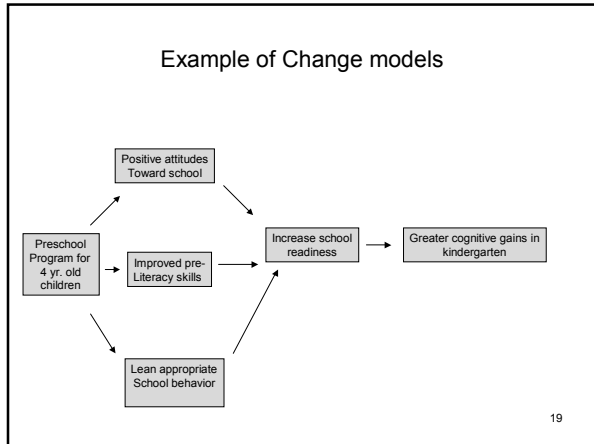 Example of Change models
Positive attitudes
Toward school
Preschool
Program for
4 yr. old
children
Improved pre-
Literacy skills
Increase school
readiness
Greater cognitive gains in
kindergarten
Lean appropriate
School behavior
19